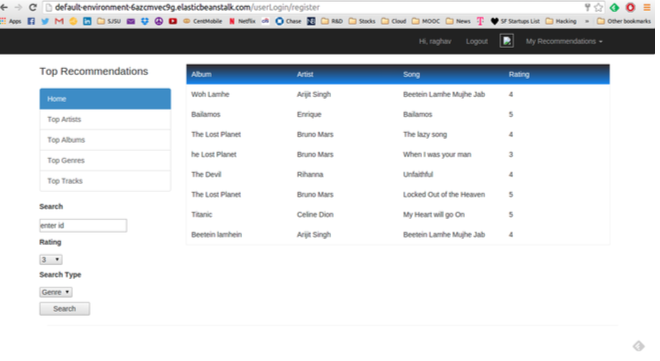 default-environment-6azcmvec9g.elasticbeanstalk.com/userLogin/register
Apps SJSU CentMobile Netflix Chase R&D Stocks Cloud MOOC News SF Startups List Hacking » Other bookmarks
Hi, raghav Logout My Recommendations
Top Recommendations
Home
Top Artists
Top Albums
Top Genres
Top Tracks
Search
enter id
Rating
3
Search Type
Genre
Search
Album Artist Song Rating
Woh Lamhe Arijit Singh Beetein Lamhe Mujhe Jab 4
Bailamos Enrique Bailamos 5
The Lost Planet Bruno Mars The lazy song 4
he Lost Planet Bruno Mars When I was your man 3
The Devil Rihanna Unfaithful 4
The Lost Planet Bruno Mars Locked Out of the Heaven 5
Titanic Celine Dion My Heart will go On 5
Beetein lamhein Arijit Singh Beetein Lamhe Mujhe Jab 4